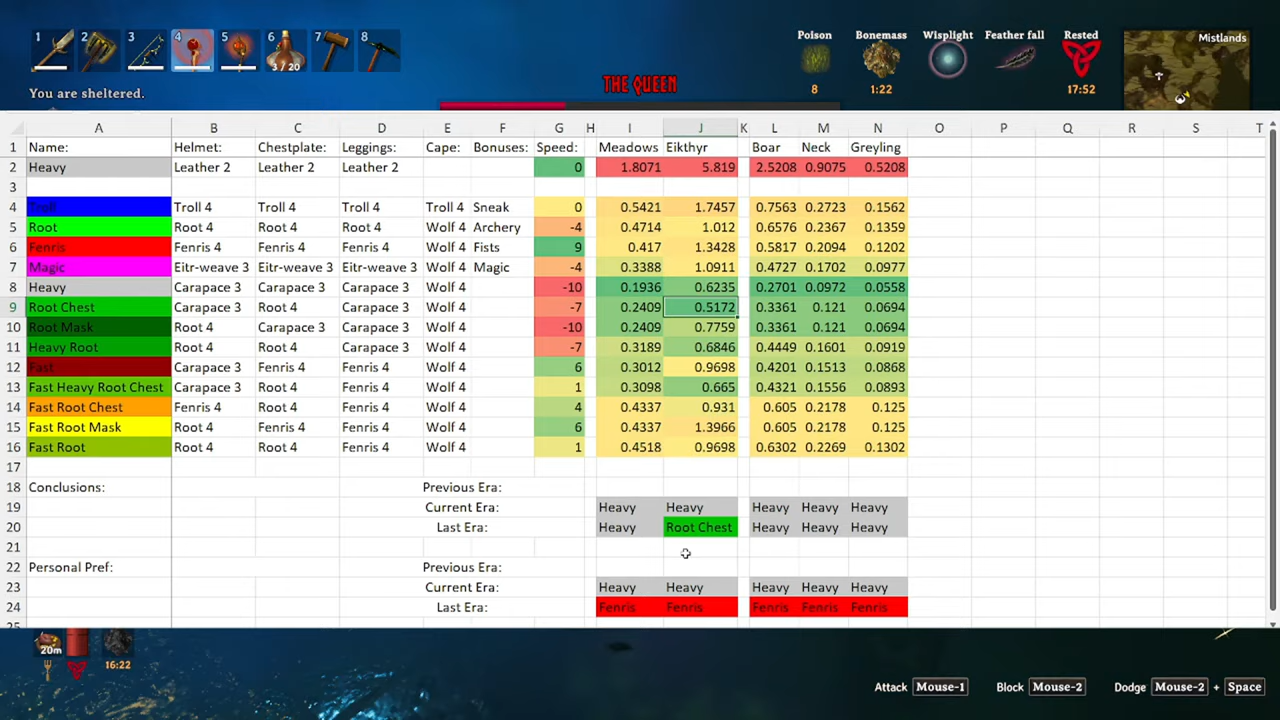 1 2 3 4 5 6 7 8
3 / 20
You are sheltered.
THE QUEEN
Poison Bonemass Wisplight Feather fall Rested
8 1:22 17:52
Mistlands
A B C D E F G H I J K L M N O P Q R S T
1 Name: Helmet: Chestplate: Leggings: Cape: Bonuses: Speed: Meadows Eikthyr Boar Neck Greyling
2 Heavy Leather 2 Leather 2 Leather 2 0 1.8071 5.819 2.5208 0.9075 0.5208
3
4 Troll Troll 4 Troll 4 Troll 4 Troll 4 Sneak 0 0.5421 1.7457 0.7563 0.2723 0.1562
5 Root Root 4 Root 4 Root 4 Wolf 4 Archery -4 0.4714 1.012 0.6576 0.2367 0.1359
6 Fenris Fenris 4 Fenris 4 Fenris 4 Wolf 4 Fists 9 0.417 1.3428 0.5817 0.2094 0.1202
7 Magic Eitr-weave 3 Eitr-weave 3 Eitr-weave 3 Wolf 4 Magic -4 0.3388 1.0911 0.4727 0.1702 0.0977
8 Heavy Carapace 3 Carapace 3 Carapace 3 Wolf 4 -10 0.1936 0.6235 0.2701 0.0972 0.0558
9 Root Chest Carapace 3 Root 4 Carapace 3 Wolf 4 -7 0.2409 0.5172 0.3361 0.121 0.0694
10 Root Mask Root 4 Carapace 3 Carapace 3 Wolf 4 -10 0.2409 0.7759 0.3361 0.121 0.0694
11 Heavy Root Root 4 Root 4 Carapace 3 Wolf 4 -7 0.3189 0.6846 0.4449 0.1601 0.0919
12 Fast Carapace 3 Fenris 4 Fenris 4 Wolf 4 6 0.3012 0.9698 0.4201 0.1513 0.0868
13 Fast Heavy Root Chest Carapace 3 Root 4 Fenris 4 Wolf 4 1 0.3098 0.665 0.4321 0.1556 0.0893
14 Fast Root Chest Fenris 4 Root 4 Fenris 4 Wolf 4 4 0.4337 0.931 0.605 0.2178 0.125
15 Fast Root Mask Root 4 Fenris 4 Fenris 4 Wolf 4 6 0.4337 1.3966 0.605 0.2178 0.125
16 Fast Root Root 4 Root 4 Fenris 4 Wolf 4 1 0.4518 0.9698 0.6302 0.2269 0.1302
17
18 Conclusions: Previous Era:
19 Current Era: Heavy Heavy Heavy Heavy Heavy
20 Last Era: Heavy Root Chest Heavy Heavy Heavy
21
22 Personal Pref: Previous Era:
23 Current Era: Heavy Heavy Heavy Heavy Heavy
24 Last Era: Fenris Fenris Fenris Fenris Fenris
25
20m
16:22
Attack Mouse-1 Block Mouse-2 Dodge Mouse-2 + Space